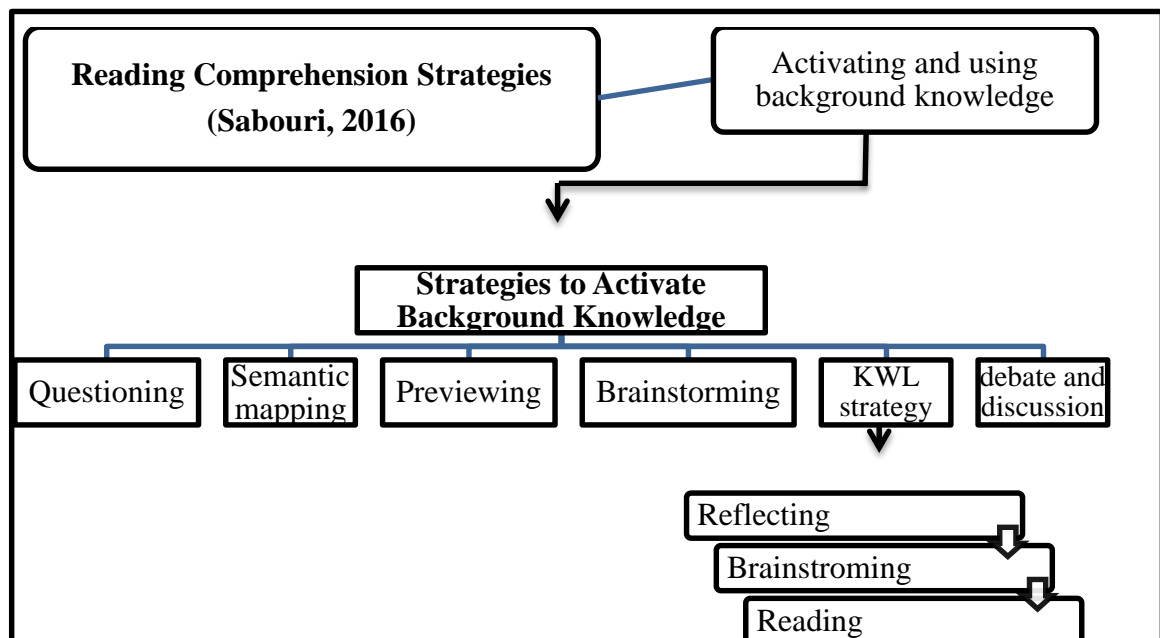 Reading Comprehension Strategies
(Sabouri, 2016)
Activating and using
background knowledge
Strategies to Activate
Background Knowledge
Questioning
Semantic
mapping
Previewing
Brainstorming
KWL
strategy
debate and
discussion
Reflecting
Brainstroming
Reading